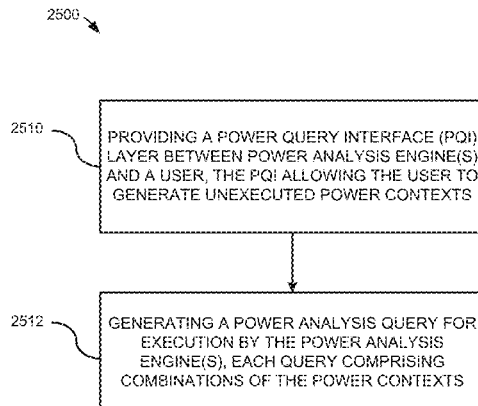 2500
2510
PROVIDING A POWER QUERY INTERFACE (PQI)
LAYER BETWEEN POWER ANALYSIS ENGINE(S)
AND A USER, THE PQI ALLOWING THE USER TO
GENERATE UNEXECUTED POWER CONTEXTS
2512
GENERATING A POWER ANALYSIS QUERY FOR
EXECUTION BY THE POWER ANALYSIS
ENGINE(S), EACH QUERY COMPRISING
COMBINATIONS OF THE POWER CONTEXTS